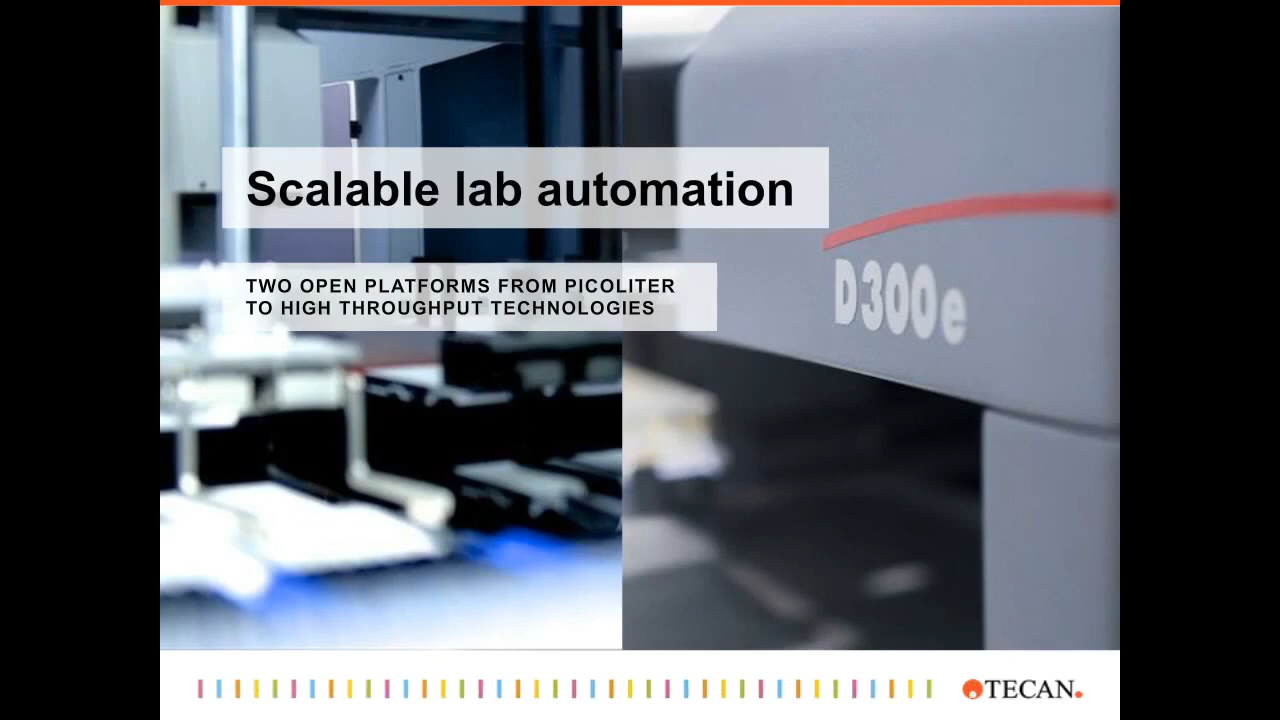 Scalable lab automation
TWO OPEN PLATFORMS FROM PICOLITER
TO HIGH THROUGHPUT TECHNOLOGIES
D300e
TECAN.